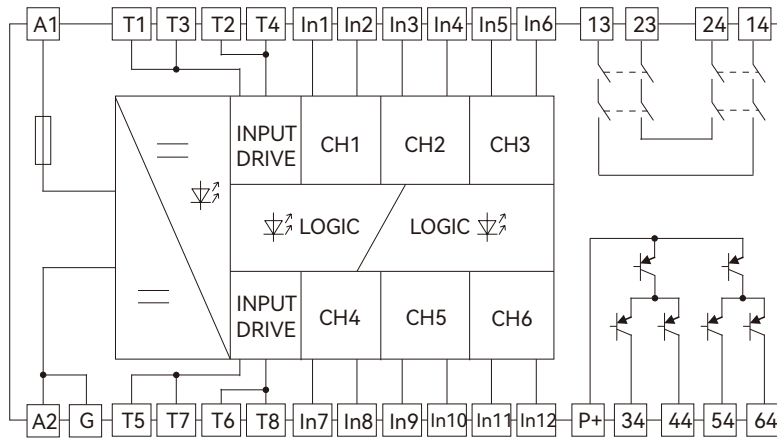 A1 T1 T3 T2 T4 In1 In2 In3 In4 In5 In6 13 23 24 14
INPUT
DRIVE
CH1 CH2 CH3
LOGIC LOGIC
INPUT
DRIVE
CH4 CH5 CH6
A2 G T5 T7 T6 T8 In7 In8 In9 In10 In11 In12 P+ 34 44 54 64